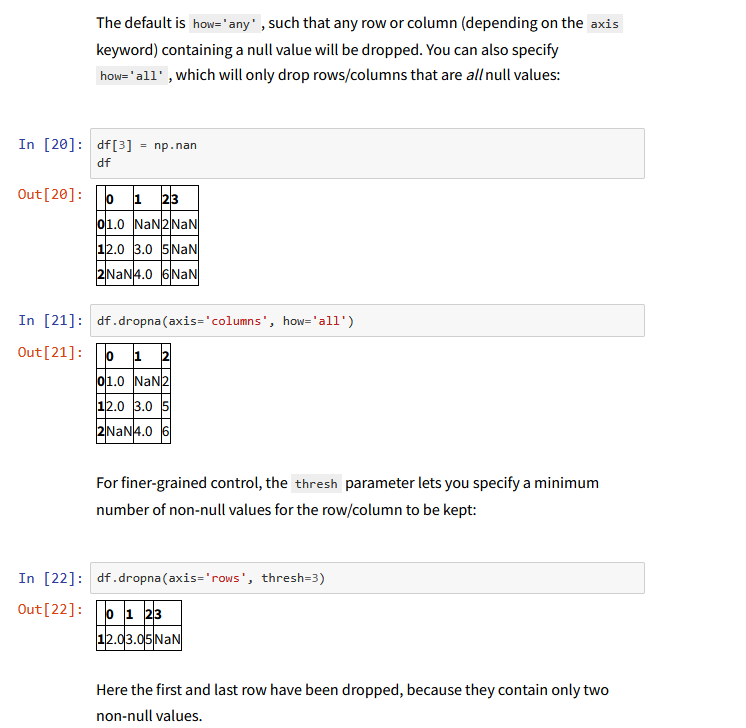 The default is how='any' , such that any row or column (depending on the axis
keyword) containing a null value will be dropped. You can also specify
how='all' , which will only drop rows/columns that are all null values:
In [20]: df[3] = np.nan
df
Out[20]:
0 1 2 3
0 1.0 NaN 2 NaN
1 2.0 3.0 5 NaN
2 NaN 4.0 6 NaN
In [21]: df.dropna(axis='columns', how='all')
Out[21]:
0 1 2
0 1.0 NaN 2
1 2.0 3.0 5
2 NaN 4.0 6
For finer-grained control, the thresh parameter lets you specify a minimum
number of non-null values for the row/column to be kept:
In [22]: df.dropna(axis='rows', thresh=3)
Out[22]:
0 1 2 3
1 2.0 3.0 5 NaN
Here the first and last row have been dropped, because they contain only two
non-null values.